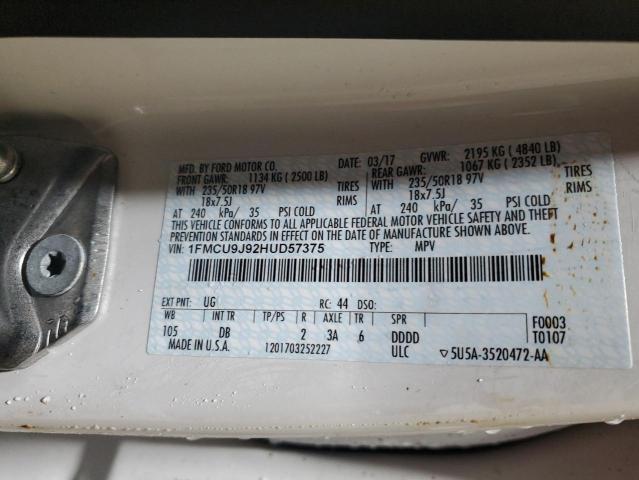 MFD. BY FORD MOTOR CO.
DATE: 03/17 GVWR: 2195 KG ( 4840 LB)
FRONT GAWR: 1134 KG ( 2500 LB) REAR GAWR: 1067 KG ( 2352 LB)
WITH 235/50R18 97V TIRES WITH 235/50R18 97V TIRES
18x7.5J RIMS 18x7.5J RIMS
AT 240 kPa/ 35 PSI COLD AT 240 kPa/ 35 PSI COLD
THIS VEHICLE CONFORMS TO ALL APPLICABLE FEDERAL MOTOR VEHICLE SAFETY AND THEFT
PREVENTION STANDARDS IN EFFECT ON THE DATE OF MANUFACTURE SHOWN ABOVE.
VIN: 1FMCU9J92HUD57375 TYPE: MPV
EXT PNT: UG RC: 44 DSO:
WB INT TR TP/PS R AXLE TR SPR F0003
105 DB 2 3A 6 DDDD T0107
MADE IN U.S.A. 1201703252227 ULC ▽5U5A-3520472-AA